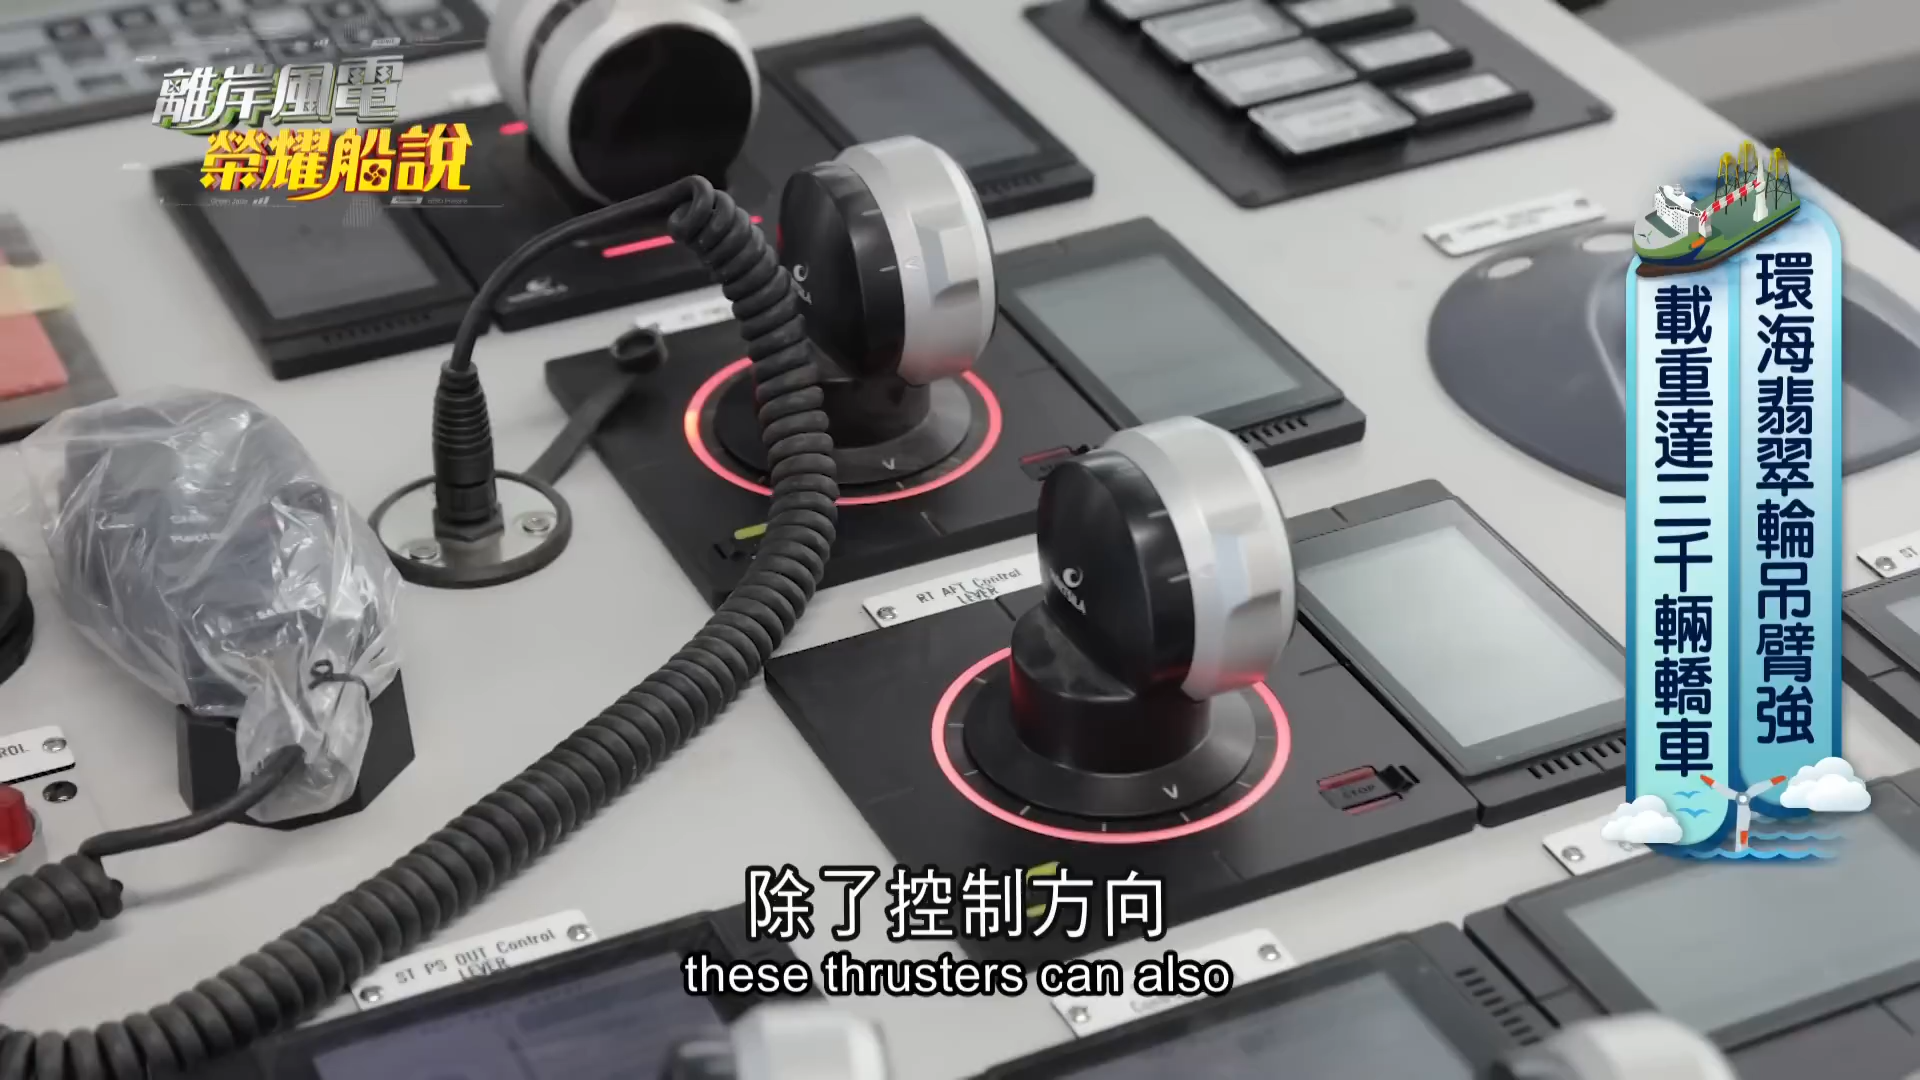 離岸風電
榮耀船說
環海翡翠輪吊臂強
載重達三千輛轎車
RT AFT Control
LEVER
STOP
ST PS OUT Control
LEVER
除了控制方向
these thrusters can also